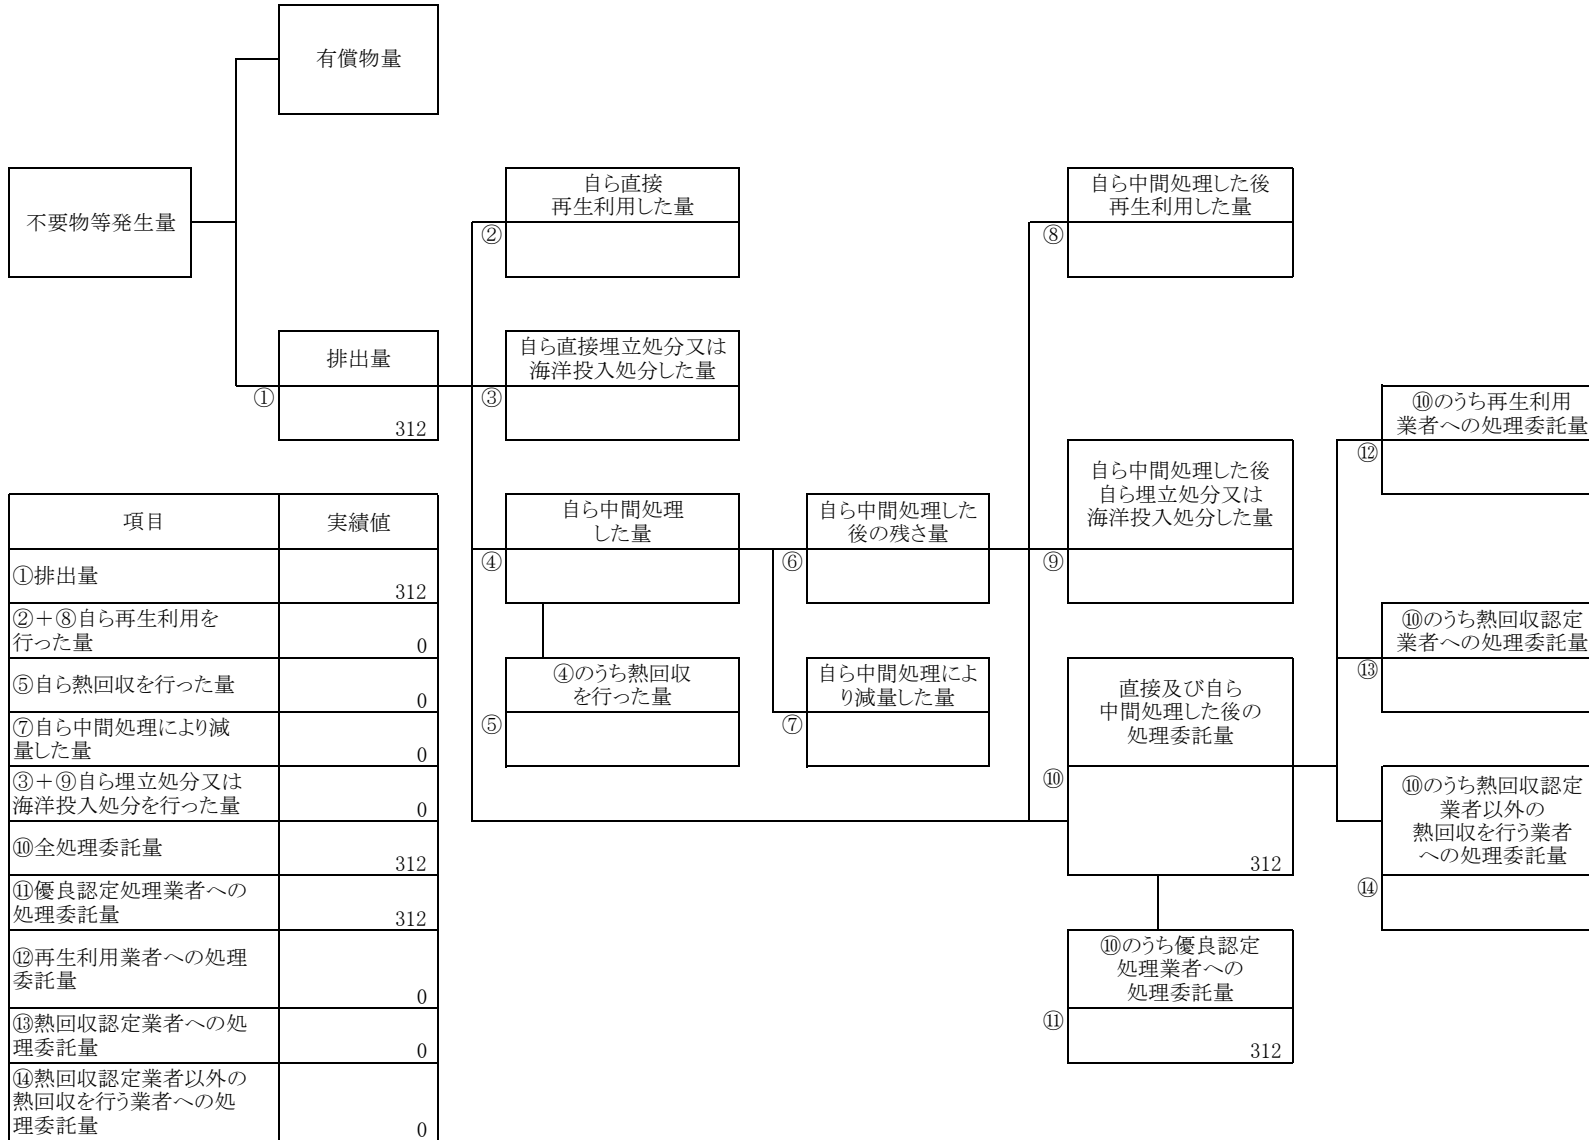 有償物量
不要物等発生量
自ら直接
再生利用した量
②
自ら中間処理した後
再生利用した量
⑧
排出量
①
312
自ら直接埋立処分又は
海洋投入処分した量
③
⑩のうち再生利用
業者への処理委託量
⑫
自ら中間処理した後
自ら埋立処分又は
海洋投入処分した量
⑨
自ら中間処理
した量
④
自ら中間処理した
後の残さ量
⑥
④のうち熱回収
を行った量
⑤
自ら中間処理によ
り減量した量
⑦
直接及び自ら
中間処理した後の
処理委託量
⑩
312
⑩のうち熱回収認定
業者への処理委託量
⑬
⑩のうち熱回収認定
業者以外の
熱回収を行う業者
への処理委託量
⑭
⑩のうち優良認定
処理業者への
処理委託量
⑪
312
項目 実績値
①排出量
312
②＋⑧自ら再生利用を
行った量
0
⑤自ら熱回収を行った量
0
⑦自ら中間処理により減
量した量
0
③＋⑨自ら埋立処分又は
海洋投入処分を行った量
0
⑩全処理委託量
312
⑪優良認定処理業者への
処理委託量
312
⑫再生利用業者への処理
委託量
0
⑬熱回収認定業者への処
理委託量
0
⑭熱回収認定業者以外の
熱回収を行う業者への処
理委託量
0